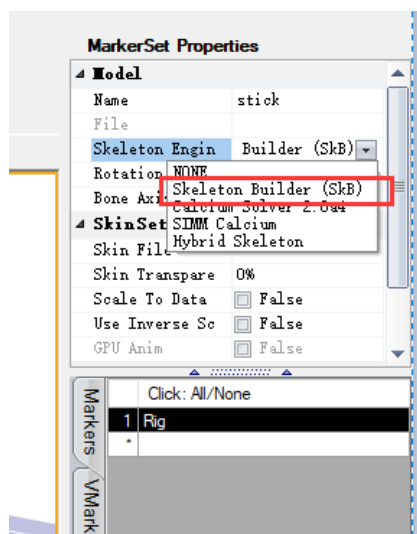 MarkerSet Properties
Model
Name stick
File
Skeleton Engin Builder (SkB)
Rotation NONE
Skeleton Builder (SkB)
Bone Axi
Calcium Solver 2.0a4
SkinSet SIMM Calcium
Hybrid Skeleton
Skin File
Skin Transpare 0%
Scale To Data False
Use Inverse Sc False
GPU Anim False
Click: All/None
1 Rig
*
Markers
VMark